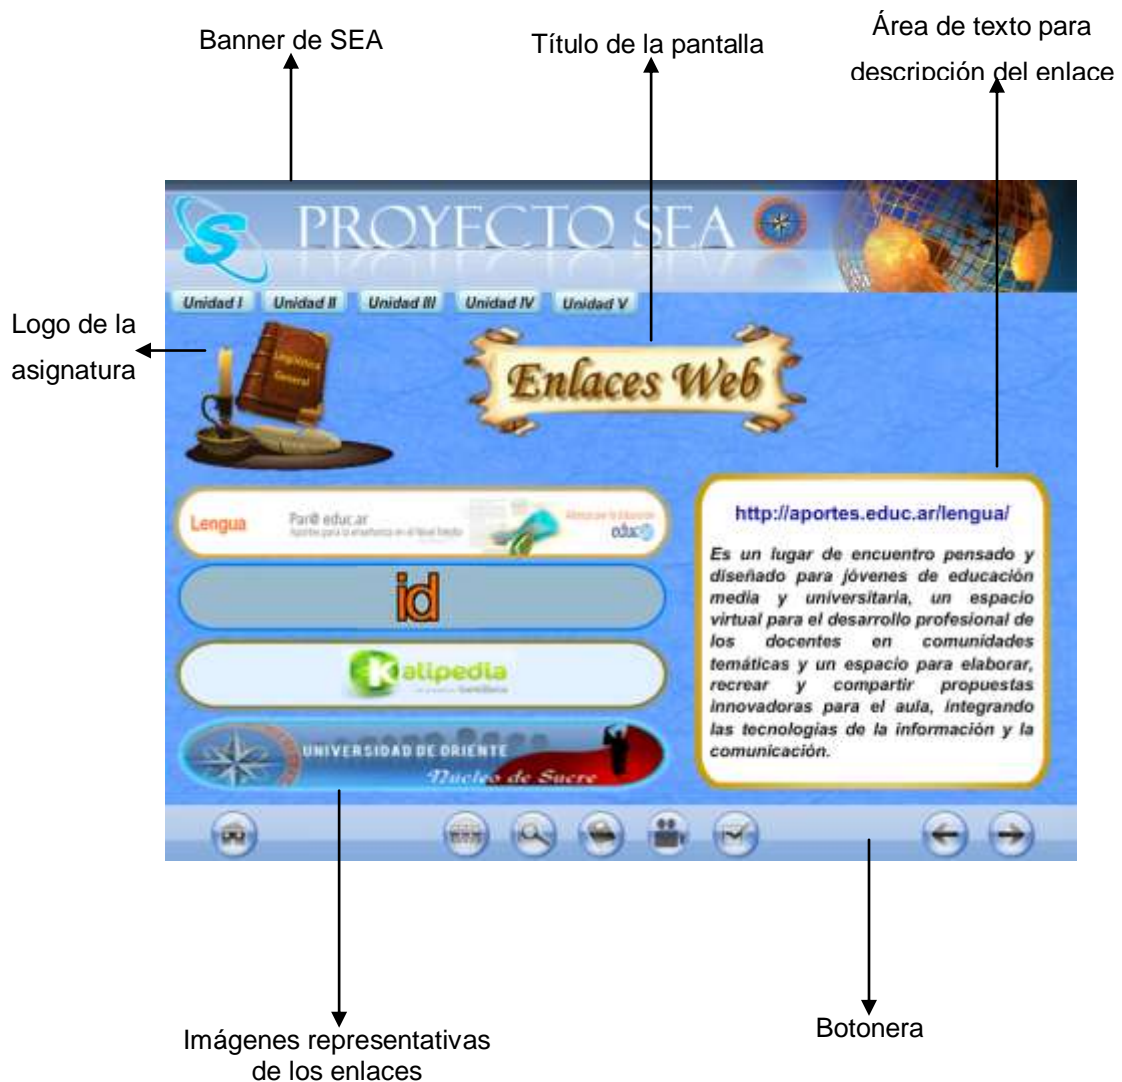 Banner de SEA
Título de la pantalla
Área de texto para
descripción del enlace
PROYECTO SEA
Unidad I
Unidad II
Unidad III
Unidad IV
Unidad V
Logo de la
asignatura
Lingüística
General
Enlaces Web
Lengua
educ.ar
educ
id
Kalipedia
UNIVERSIDAD DE ORIENTE
Núcleo de Sucre
http://aportes.educ.ar/lengua/
Es un lugar de encuentro pensado y
diseñado para jóvenes de educación
media y universitaria, un espacio
virtual para el desarrollo profesional de
los docentes en comunidades
temáticas y un espacio para elaborar,
recrear y compartir propuestas
innovadoras para el aula, integrando
las tecnologías de la información y la
comunicación.
Imágenes representativas
de los enlaces
Botonera